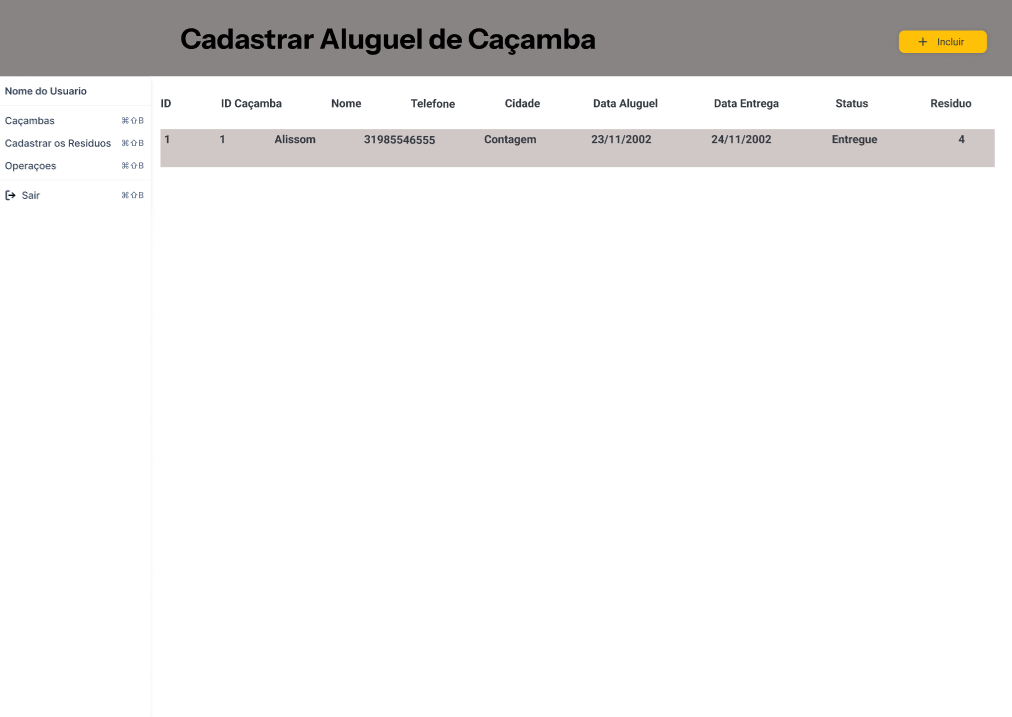 Cadastrar Aluguel de Caçamba
Incluir
Nome do Usuario
Caçambas ⌘⇧B
Cadastrar os Residuos ⌘⇧B
Operaçoes ⌘⇧B
Sair ⌘⇧B
ID ID Caçamba Nome Telefone Cidade Data Aluguel Data Entrega Status Residuo
1 1 Alissom 31985546555 Contagem 23/11/2002 24/11/2002 Entregue 4